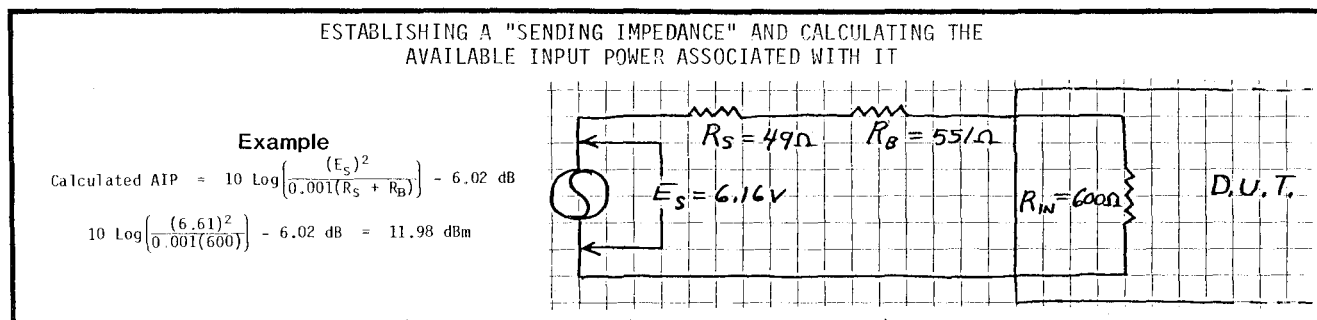 ESTABLISHING A "SENDING IMPEDANCE" AND CALCULATING THE
AVAILABLE INPUT POWER ASSOCIATED WITH IT
Example
Calculated AIP = 10 Log((E_S)^2 / 0.001(R_S + R_B)) - 6.02 dB
10 Log((6.61)^2 / 0.001(600)) - 6.02 dB = 11.98 dBm
R_S = 49Ω
R_B = 551Ω
E_S = 6.16V
R_IN = 600Ω
D.U.T.